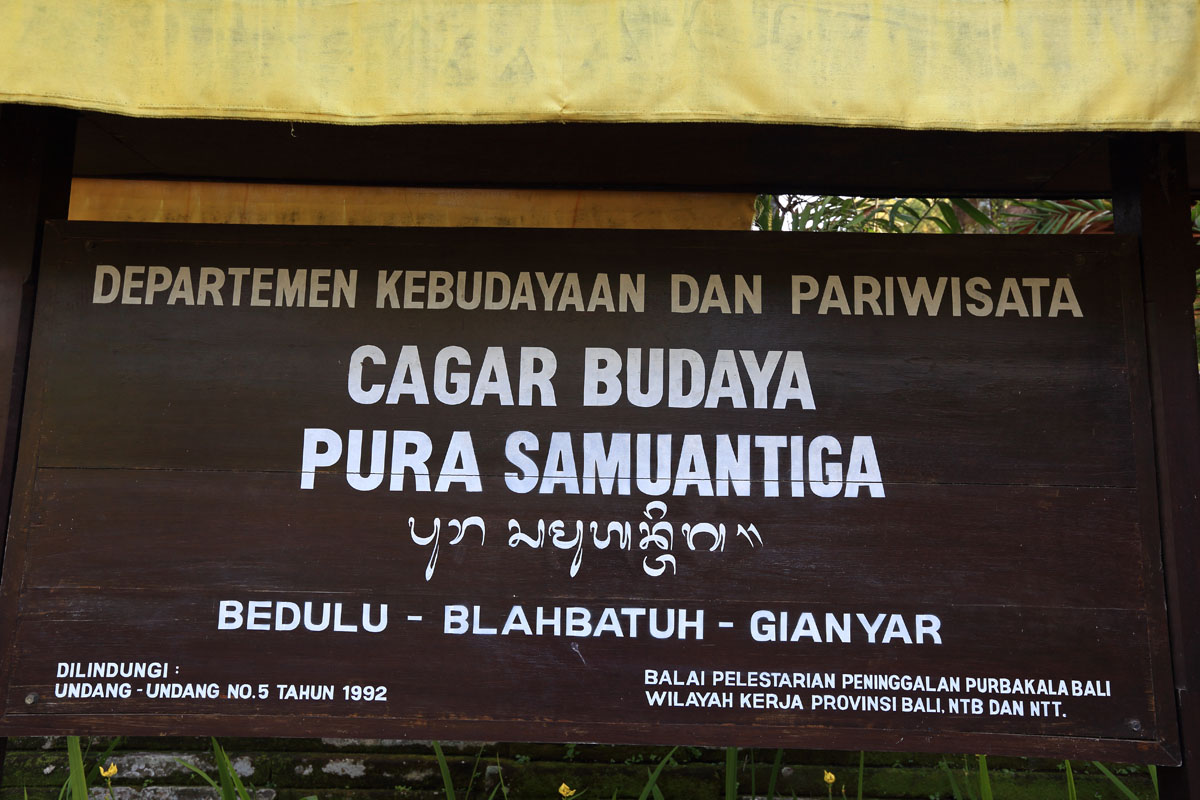 DEPARTEMEN KEBUDAYAAN DAN PARIWISATA
CAGAR BUDAYA
PURA SAMUANTIGA
BEDULU - BLAHBATUH - GIANYAR
DILINDUNGI :
UNDANG - UNDANG NO.5 TAHUN 1992
BALAI PELESTARIAN PENINGGALAN PURBAKALA BALI
WILAYAH KERJA PROVINSI BALI, NTB DAN NTT.